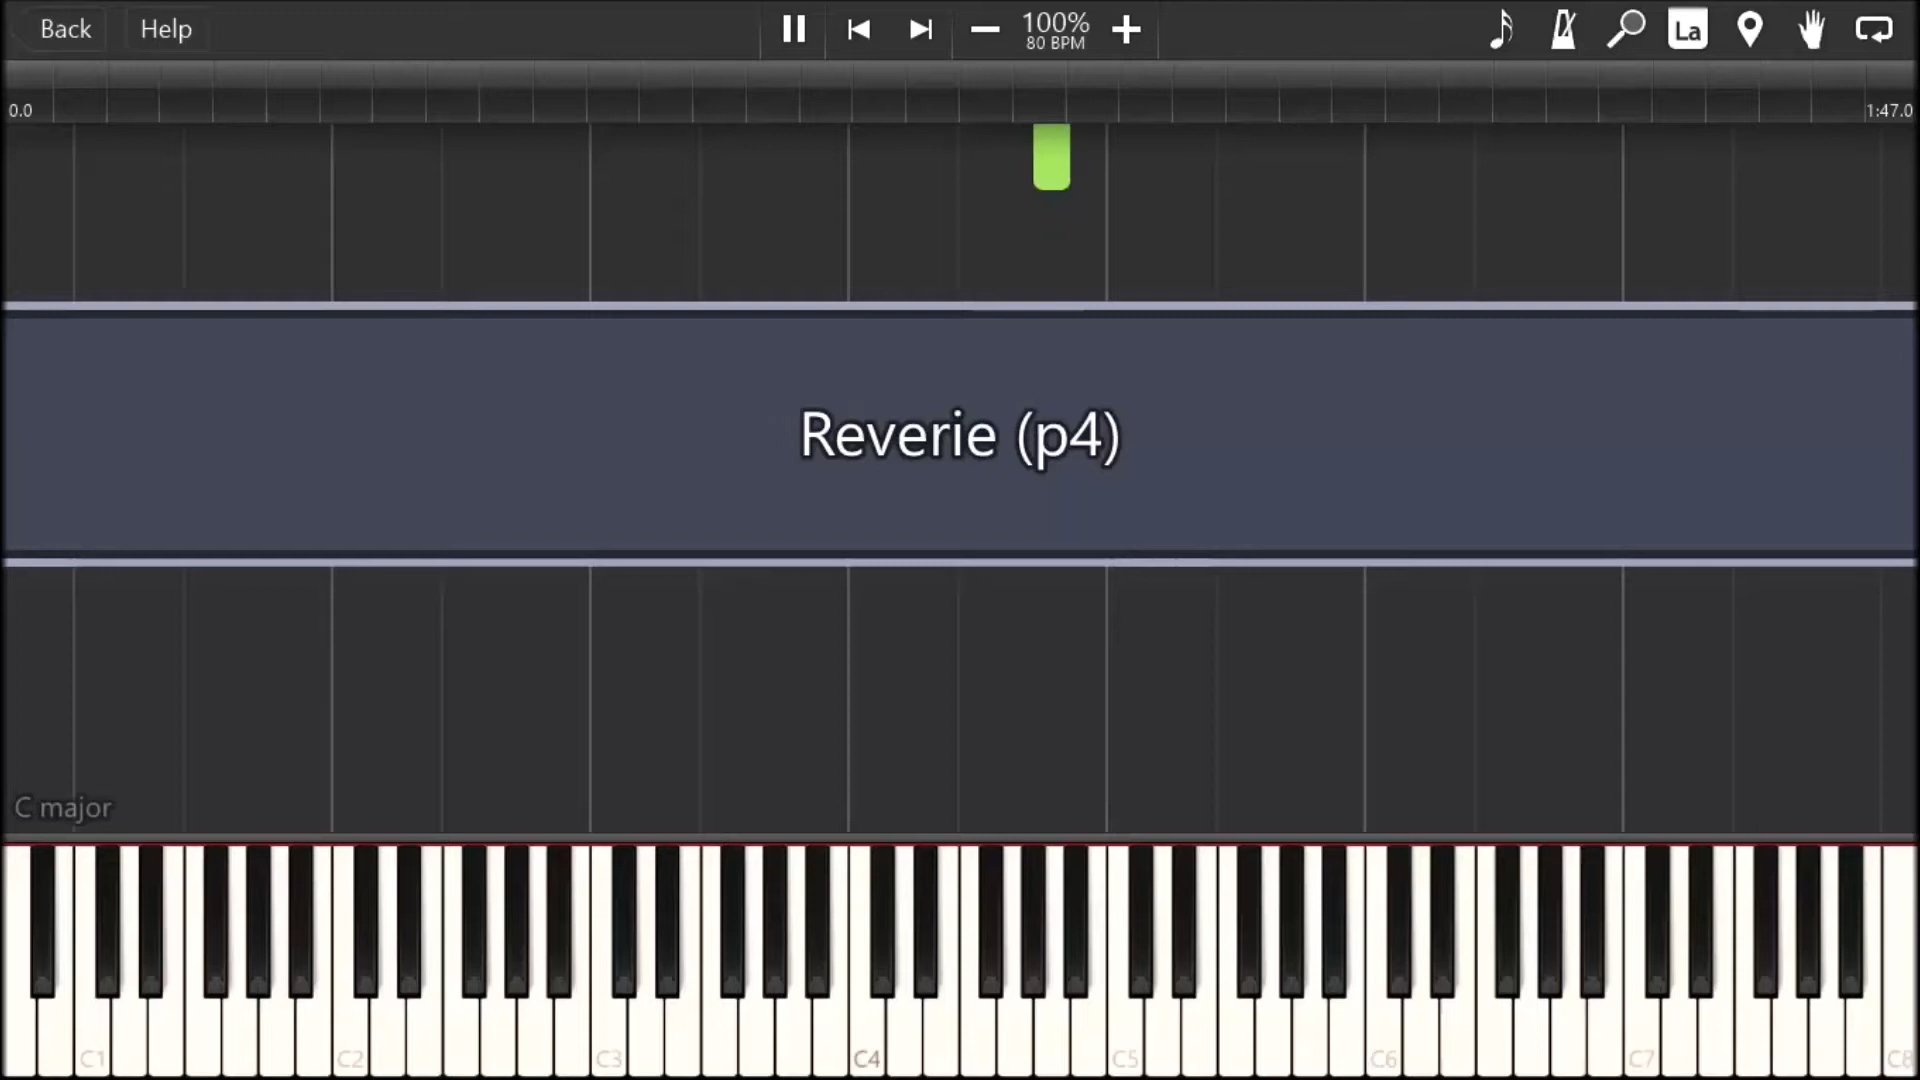 Back
Help
100%
80 BPM
La
0.0
1:47.0
Reverie (p4)
C major
C1
C2
C3
C4
C5
C6
C7
C8